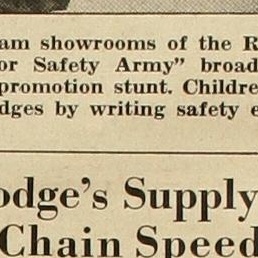 am showrooms of the R
or Safety Army” broad
promotion stunt. Childre
dges by writing safety e
odge’s Supply
Chain Speed